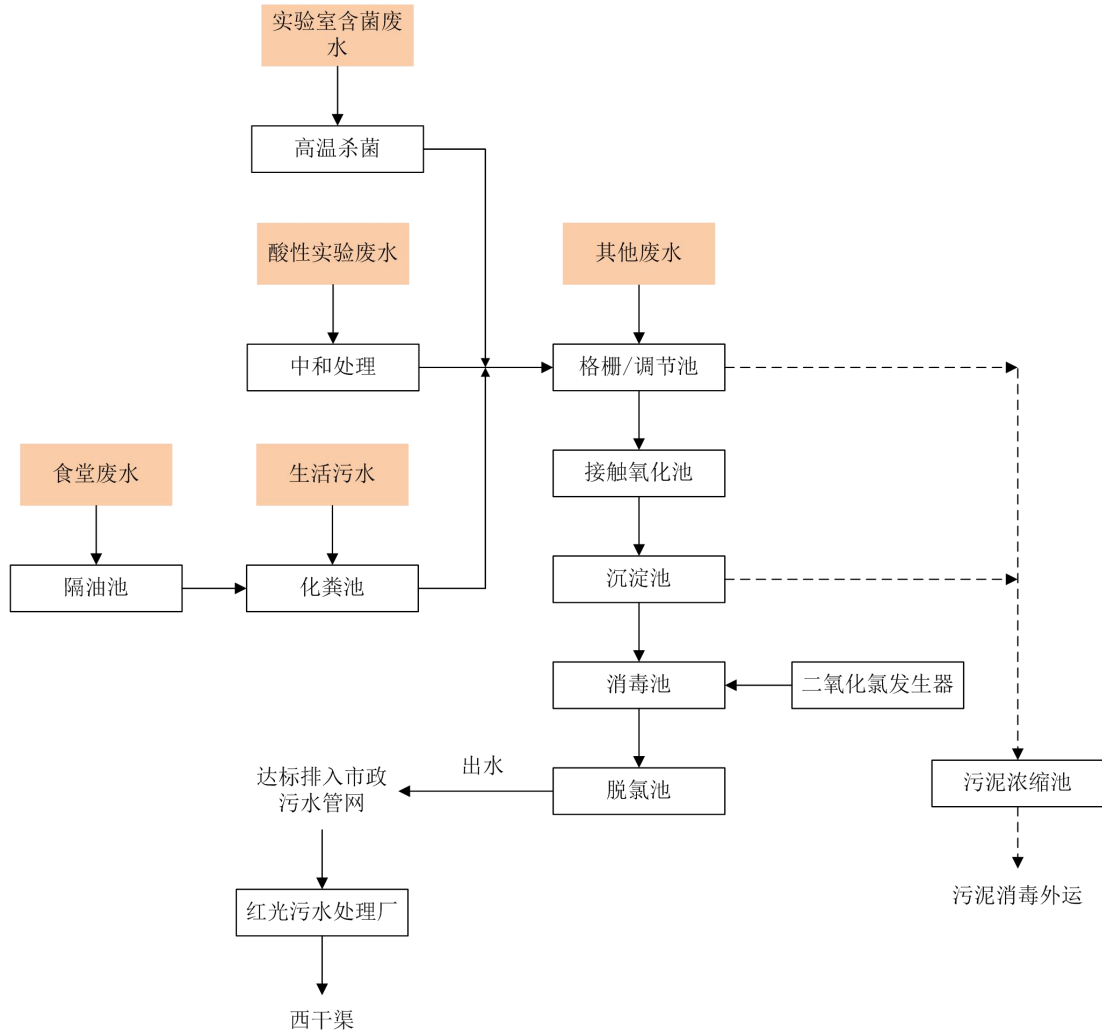 实验室含菌废
水
高温杀菌
酸性实验废水
其他废水
中和处理
格栅/调节池
食堂废水
生活污水
接触氧化池
隔油池
化粪池
沉淀池
消毒池
二氧化氯发生器
出水
达标排入市政
污水管网
脱氯池
污泥浓缩池
污泥消毒外运
红光污水处理厂
西干渠